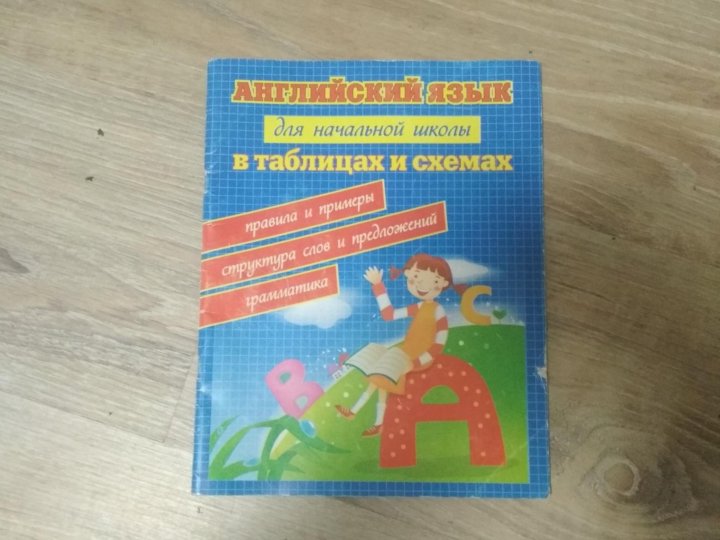 АНГЛИЙСКИЙ ЯЗЫК
для начальной школы
в таблицах и схемах
правила и примеры
структура слов и предложений
грамматика
C
B
A